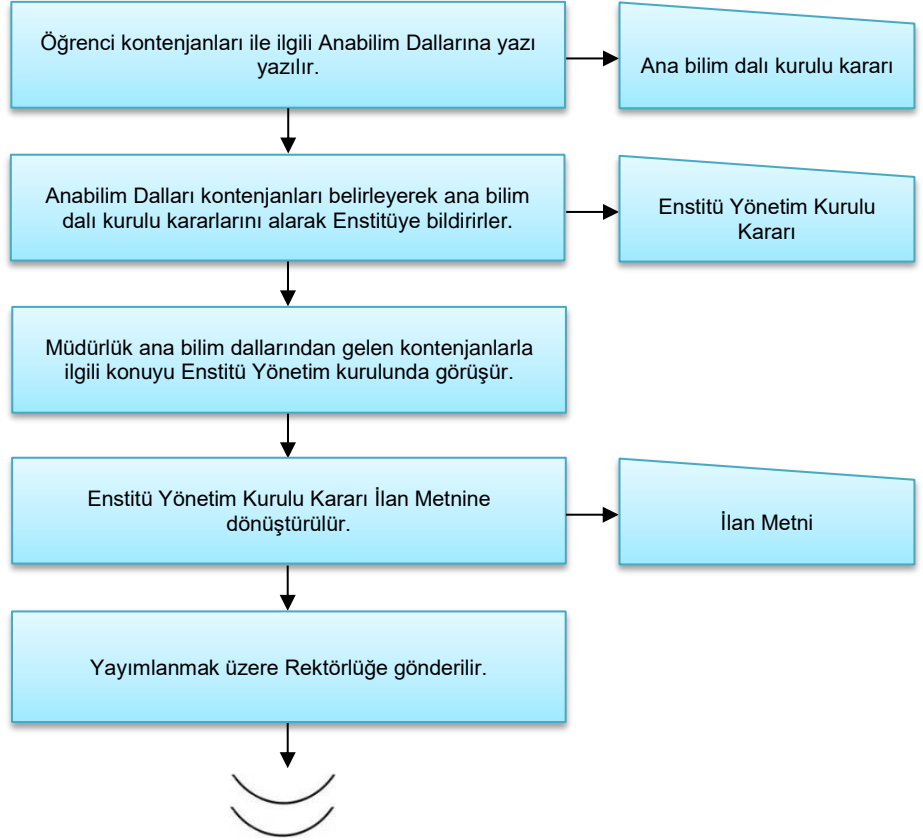 Öğrenci kontenjanları ile ilgili Anabilim Dallarına yazı
yazılır.
Ana bilim dalı kurulu kararı
Anabilim Dalları kontenjanları belirleyerek ana bilim
dalı kurulu kararlarını alarak Enstitüye bildirirler.
Enstitü Yönetim Kurulu
Kararı
Müdürlük ana bilim dallarından gelen kontenjanlarla
ilgili konuyu Enstitü Yönetim kurulunda görüşür.
Enstitü Yönetim Kurulu Kararı İlan Metnine
dönüştürülür.
İlan Metni
Yayımlanmak üzere Rektörlüğe gönderilir.